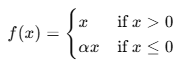 f(x) = { x if x > 0
αx if x ≤ 0